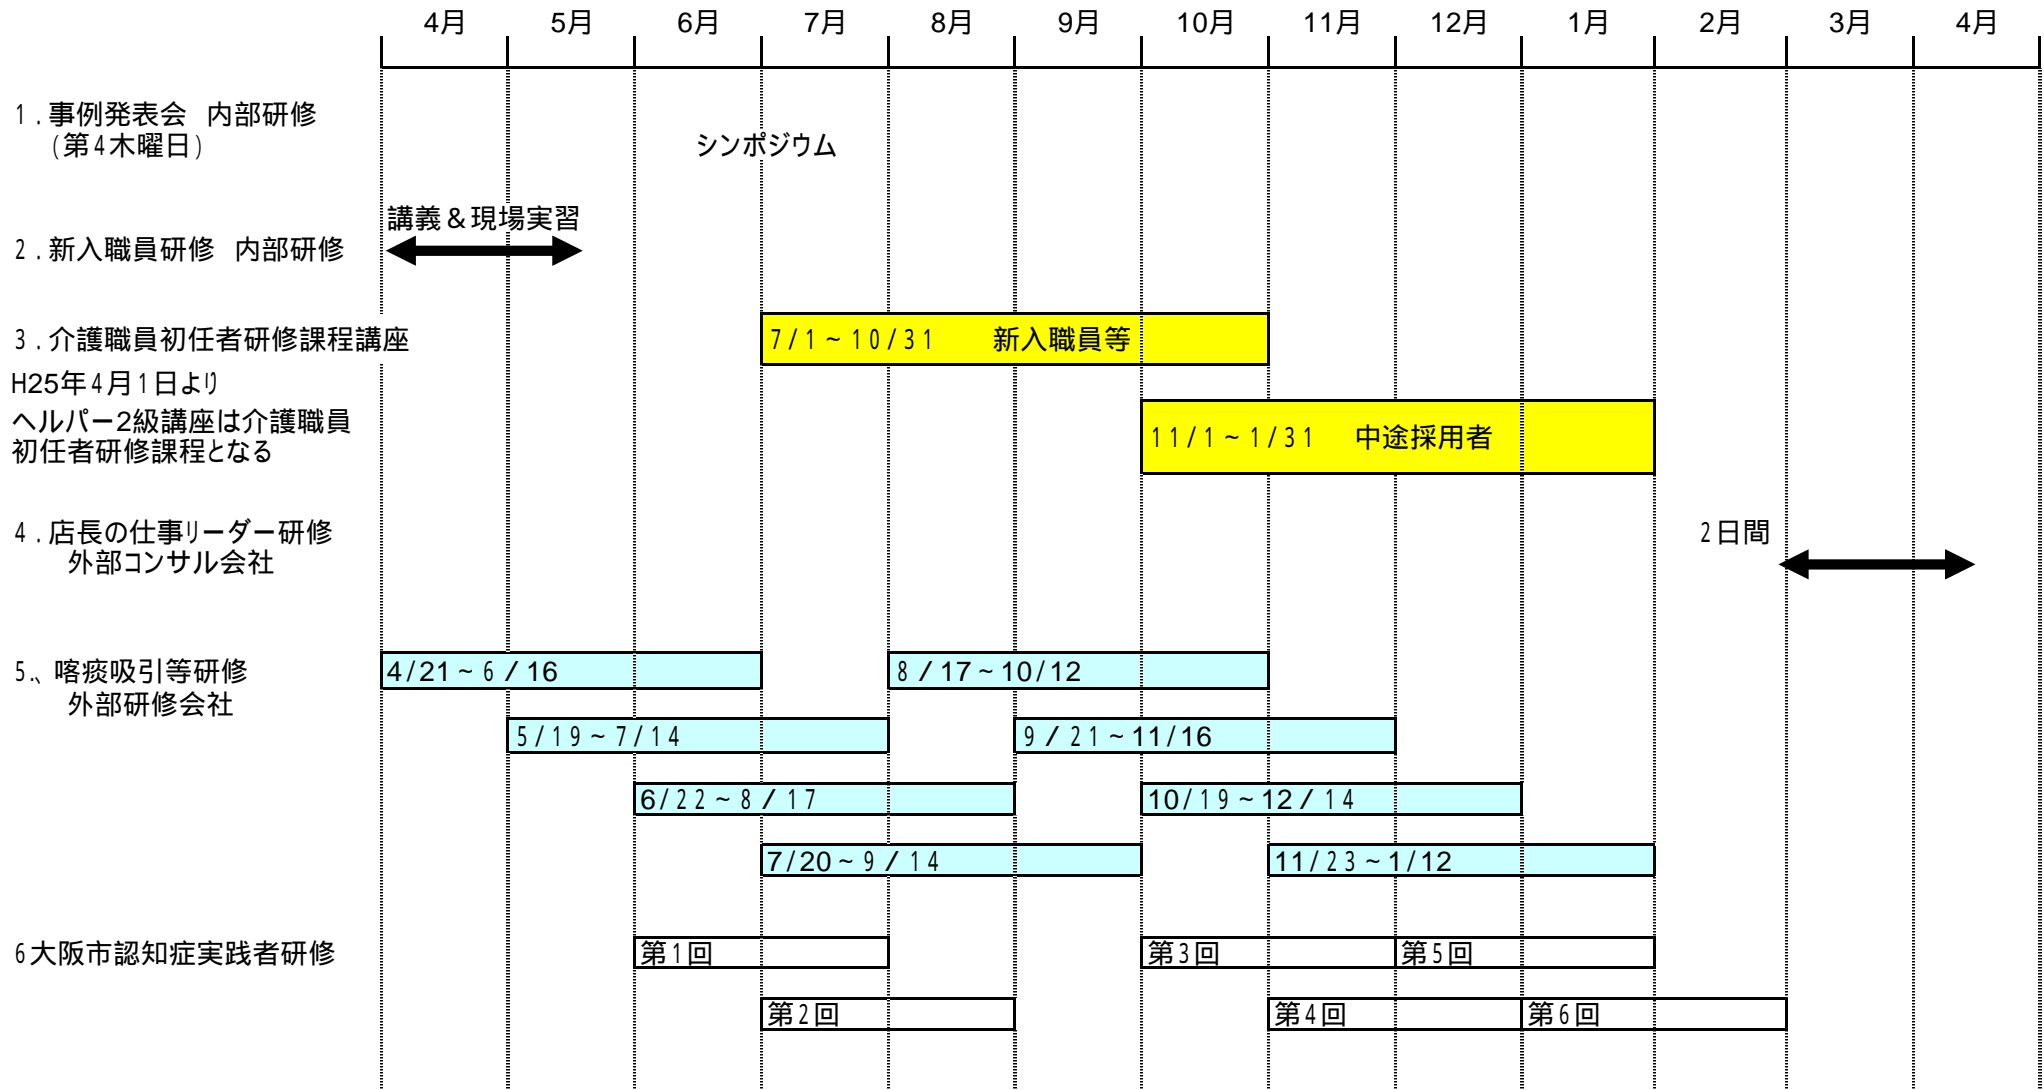 4月 5月 6月 7月 8月 9月 10月 11月 12月 1月 2月 3月 4月
1．事例発表会 内部研修
(第4木曜日)
シンポジウム
講義＆現場実習
2．新入職員研修 内部研修
3．介護職員初任者研修課程講座
7/1～10/31 新入職員等
H25年4月1日より
ヘルパー2級講座は介護職員
初任者研修課程となる
11/1～1/31 中途採用者
4．店長の仕事リーダー研修
外部コンサル会社
2日間
5.、喀痰吸引等研修
外部研修会社
4/21～6/16
8/17～10/12
5/19～7/14
9/21～11/16
6/22～8/17
10/19～12/14
7/20～9/14
11/23～1/12
6大阪市認知症実践者研修
第1回
第3回
第5回
第2回
第4回
第6回